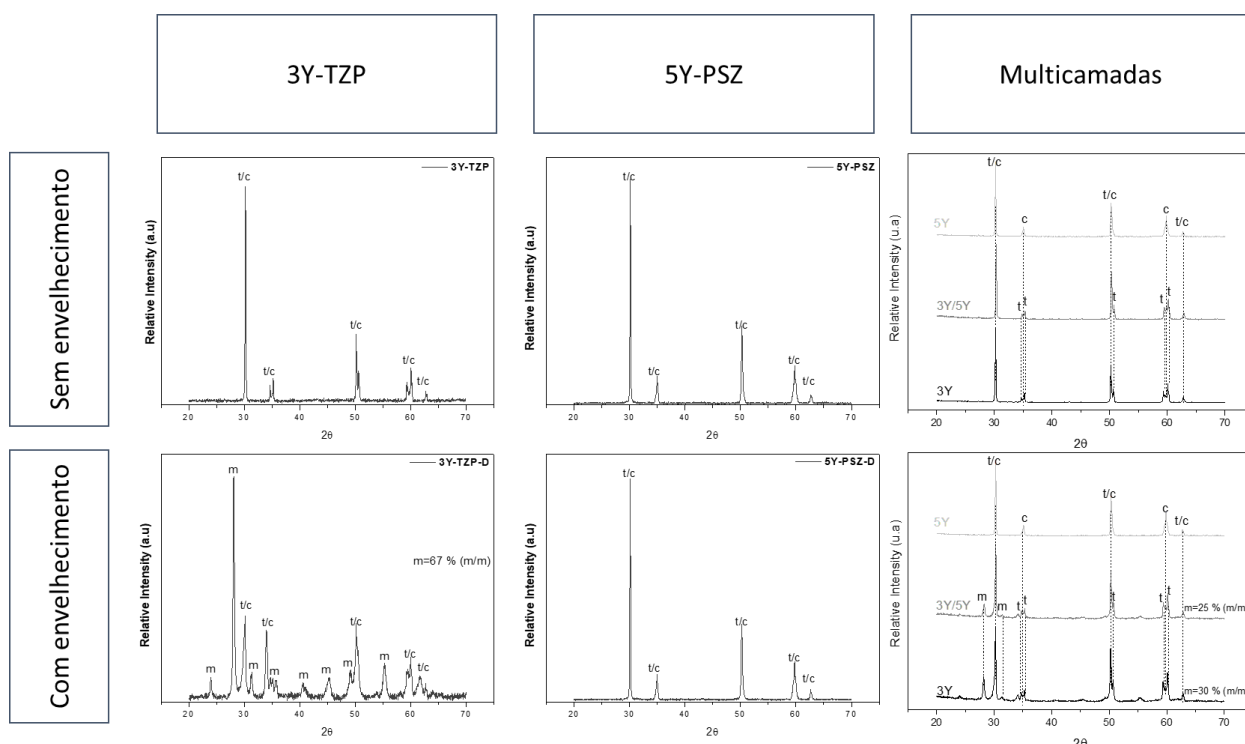 3Y-TZP
5Y-PSZ
Multicamadas
Sem envelhecimento
3Y-TZP
t/c
t/c
t/c
t/c
t/c
Relative Intensity (a.u)
20 30 40 50 60 70
2θ
5Y-PSZ
t/c
t/c
t/c
t/c
t/c
Relative Intensity (a.u)
20 30 40 50 60 70
2θ
t/c
t/c
c
c
t/c
5Y
t t
t
t t
3Y/5Y
3Y
Relative Intensity (u.a)
20 30 40 50 60 70
2θ
Com envelhecimento
3Y-TZP-D
m
m=67 % (m/m)
t/c
t/c
t/c
m
m
m
m
m
m
m
t/c
t/c
Relative Intensity (a.u)
20 30 40 50 60 70
2θ
5Y-PSZ-D
t/c
t/c
t/c
t/c
t/c
Relative Intensity (a.u)
20 30 40 50 60 70
2θ
t/c
t/c
c
c
t/c
5Y
m
m
t t
t
t t
3Y/5Y
m=25 % (m/m
3Y
m=30 % (m/m
Relative Intensity (u.a)
20 30 40 50 60 70
2θ